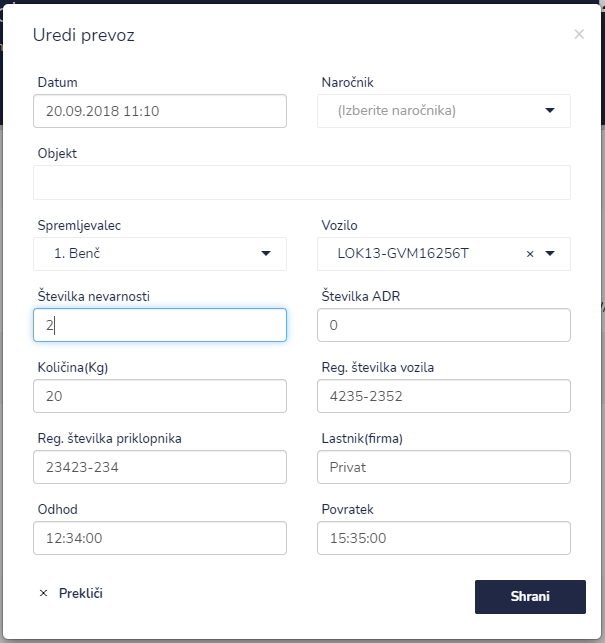 Uredi prevoz ×
Datum Naročnik
20.09.2018 11:10 (Izberite naročnika)
Objekt
Spremljevalec Vozilo
1. Benč LOK13-GVM16256T ×
Številka nevarnosti Številka ADR
2 0
Količina(Kg) Reg. številka vozila
20 4235-2352
Reg. številka priklopnika Lastnik(firma)
23423-234 Privat
Odhod Povratek
12:34:00 15:35:00
× Prekliči Shrani